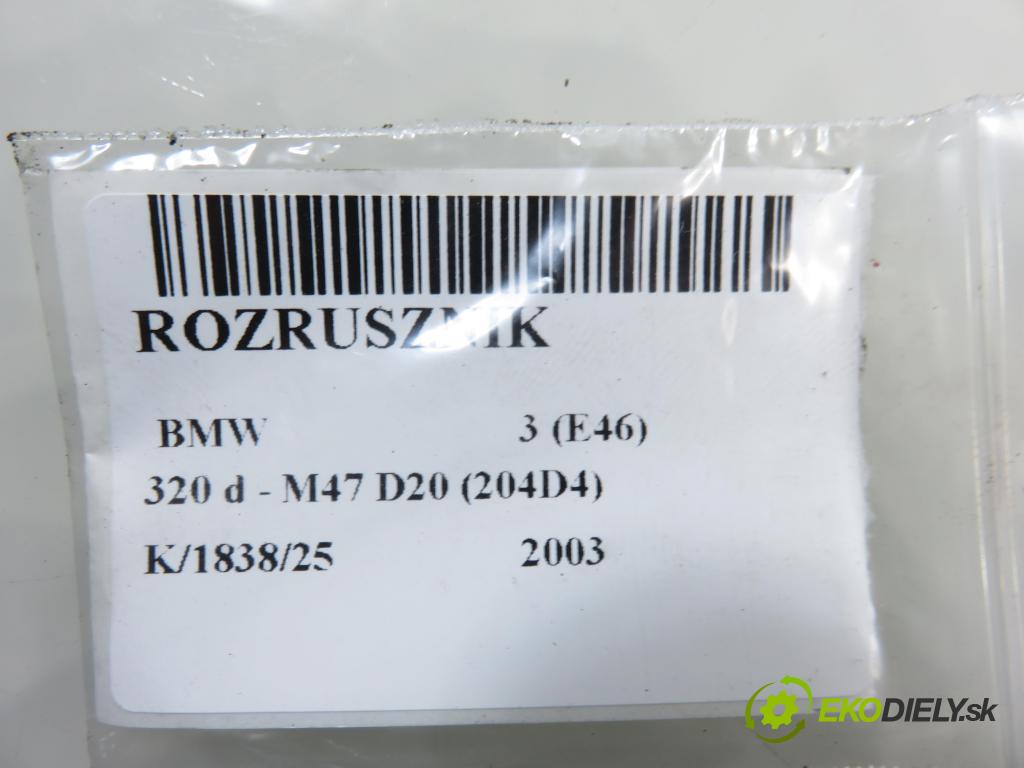 ROZRUSZNIK
BMW 3 (E46)
320 d - M47 D20 (204D4)
K/1838/25 2003
EKODIELY.sk